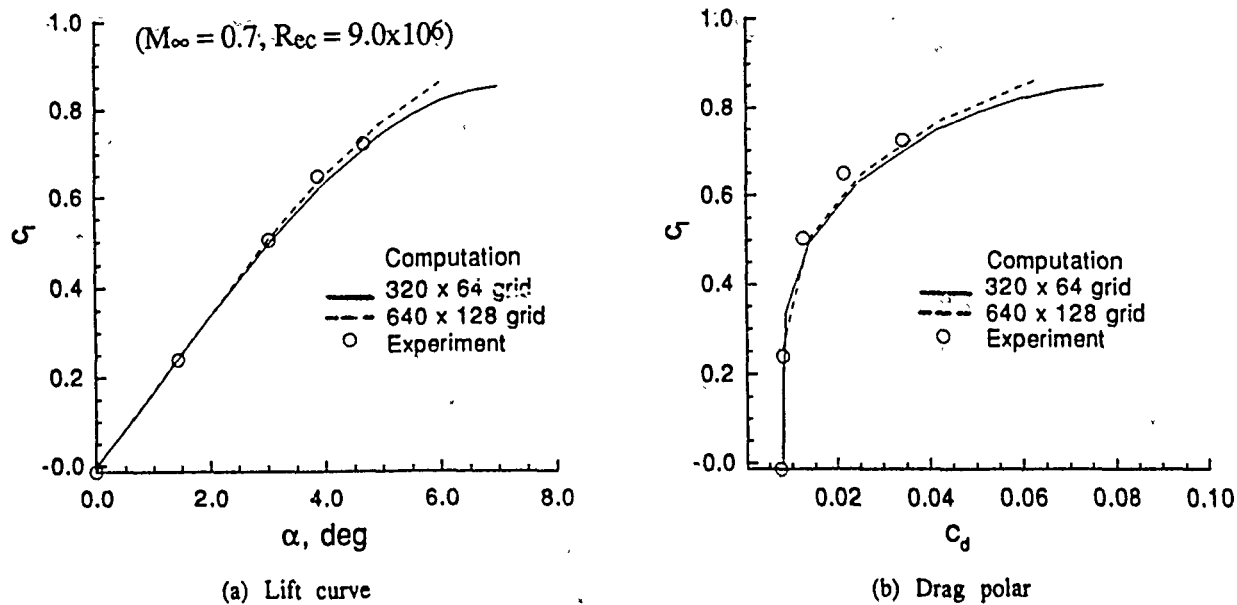 (M∞ = 0.7, Rec = 9.0x10⁶)
1.0
0.8
0.6
0.4
0.2
-0.0
cl
0.0 2.0 4.0 6.0 8.0
α, deg
Computation
320 x 64 grid
640 x 128 grid
Experiment
(a) Lift curve
1.0
0.8
0.6
0.4
0.2
-0.0
cl
0.02 0.04 0.06 0.08 0.10
cd
Computation
320 x 64 grid
640 x 128 grid
Experiment
(b) Drag polar